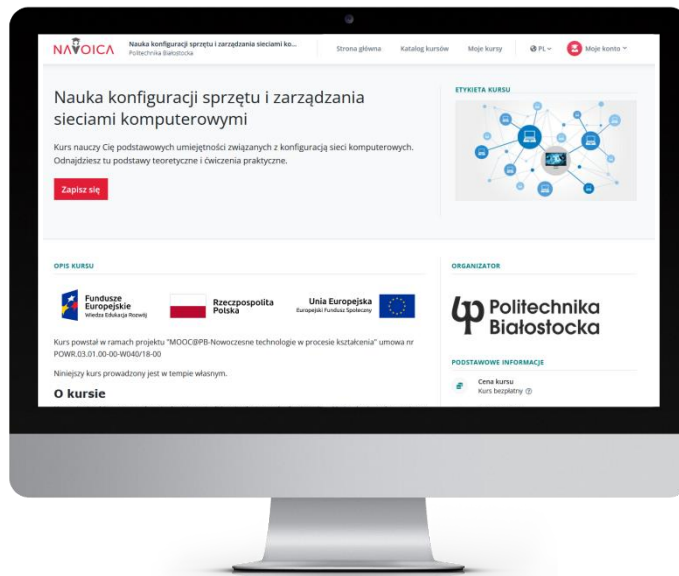 NAVOICA
Nauka konfiguracji sprzętu i zarządzania sieciami ko...
Politechnika Białostocka
Strona główna
Katalog kursów
Moje kursy
PL
Moje konto
Nauka konfiguracji sprzętu i zarządzania
sieciami komputerowymi
Kurs nauczy Cię podstawowych umiejętności związanych z konfiguracją sieci komputerowych.
Odnajdziesz tu podstawy teoretyczne i ćwiczenia praktyczne.
Zapisz się
ETYKIETA KURSU
OPIS KURSU
Fundusze
Europejskie
Wiedza Edukacja Rozwój
Rzeczpospolita
Polska
Unia Europejska
Europejski Fundusz Społeczny
Kurs powstał w ramach projektu "MOOC@PB-Nowoczesne technologie w procesie kształcenia" umowa nr
POWR.03.01.00-00-W040/18-00
Niniejszy kurs prowadzony jest w tempie własnym.
O kursie
ORGANIZATOR
Politechnika
Białostocka
PODSTAWOWE INFORMACJE
Cena kursu
Kurs bezpłatny